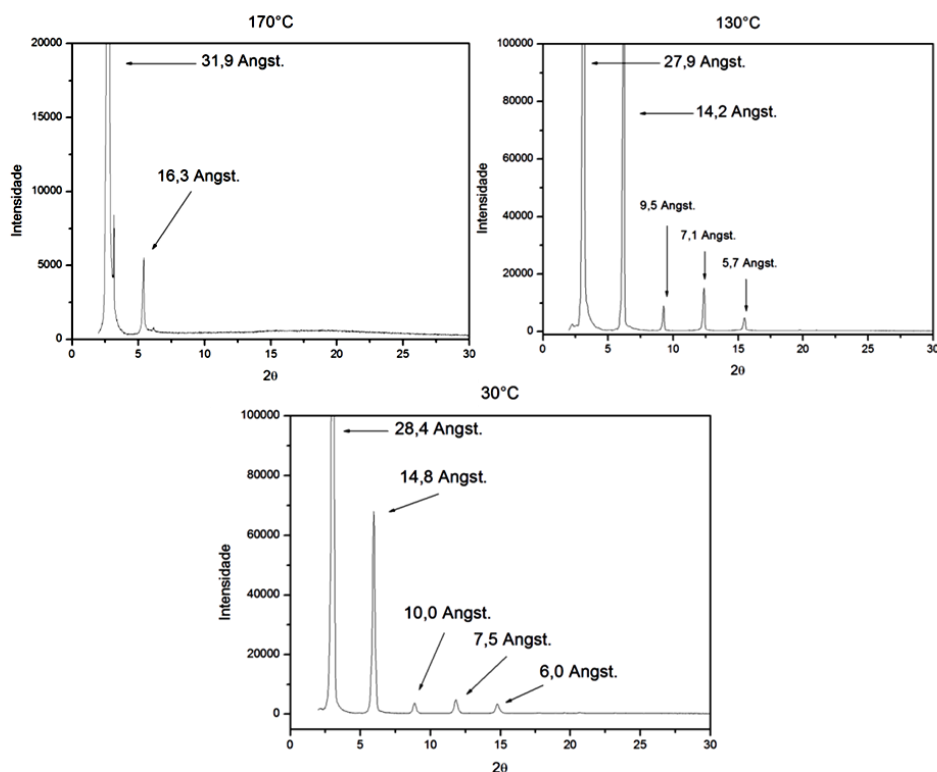 170°C
20000
15000
10000
5000
0
31,9 Angst.
16,3 Angst.
Intensidade
0 5 10 15 20 25 30
2θ
130°C
100000
80000
60000
40000
20000
0
27,9 Angst.
14,2 Angst.
9,5 Angst.
7,1 Angst.
5,7 Angst.
Intensidade
0 5 10 15 20 25 30
2θ
30°C
100000
80000
60000
40000
20000
0
28,4 Angst.
14,8 Angst.
10,0 Angst.
7,5 Angst.
6,0 Angst.
Intensidade
0 5 10 15 20 25 30
2θ